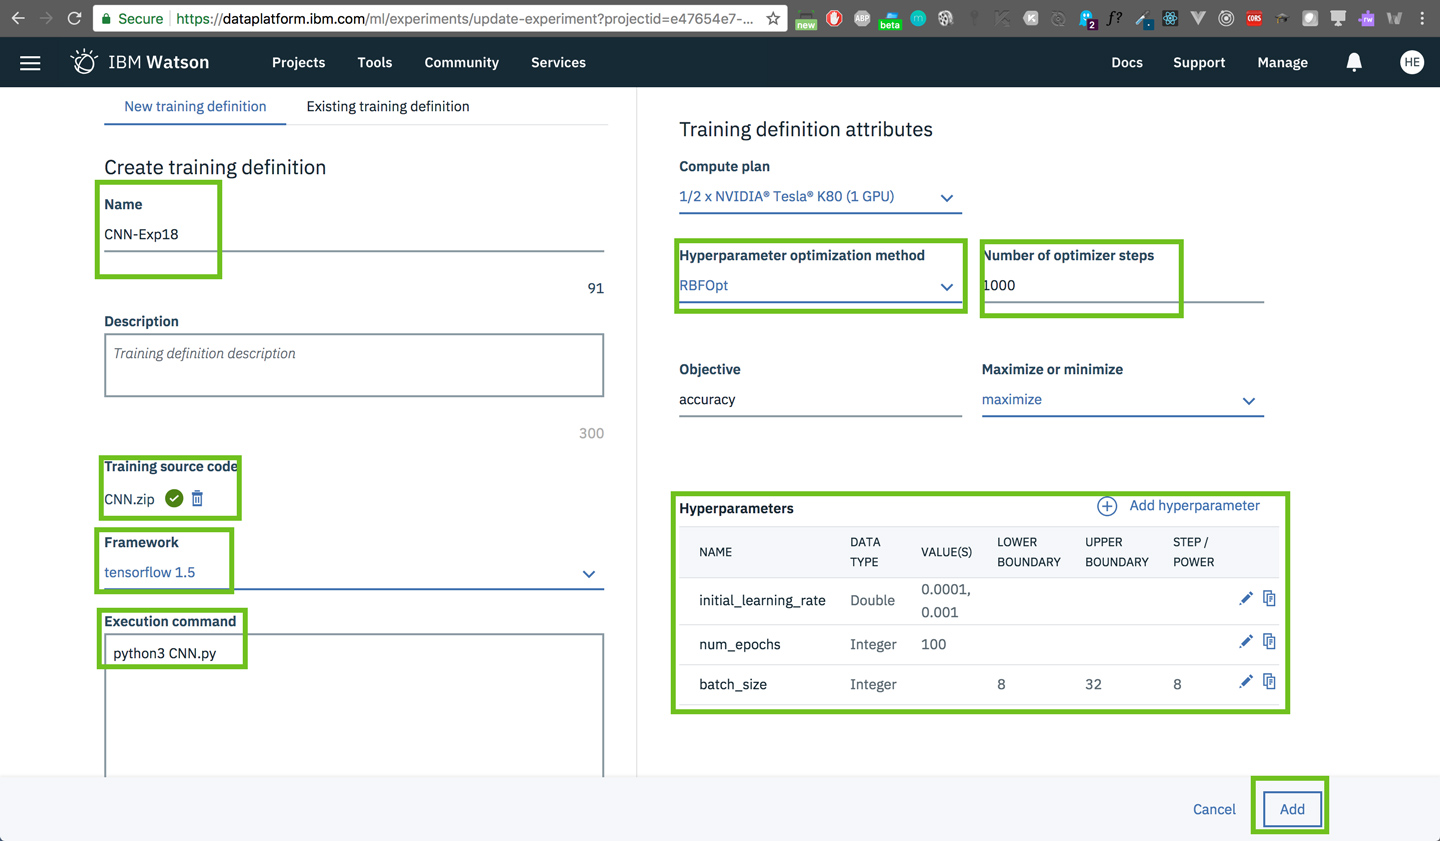 Secure https://dataplatform.ibm.com/ml/experiments/update-experiment?projectid=e47654e7-...
new
ABP
beta
m
K
2
f?
CORS
rw
IBM Watson
Projects
Tools
Community
Services
Docs
Support
Manage
HE
New training definition
Existing training definition
Create training definition
Name
CNN-Exp18
91
Description
Training definition description
300
Training source code
CNN.zip
Framework
tensorflow 1.5
Execution command
python3 CNN.py
Training definition attributes
Compute plan
1/2 x NVIDIA® Tesla® K80 (1 GPU)
Hyperparameter optimization method
RBFOpt
Number of optimizer steps
1000
Objective
accuracy
Maximize or minimize
maximize
Hyperparameters
Add hyperparameter
NAME
DATA
TYPE
VALUE(S)
LOWER
BOUNDARY
UPPER
BOUNDARY
STEP /
POWER
initial_learning_rate Double 0.0001,
0.001
num_epochs Integer 100
batch_size Integer 8 32 8
Cancel
Add